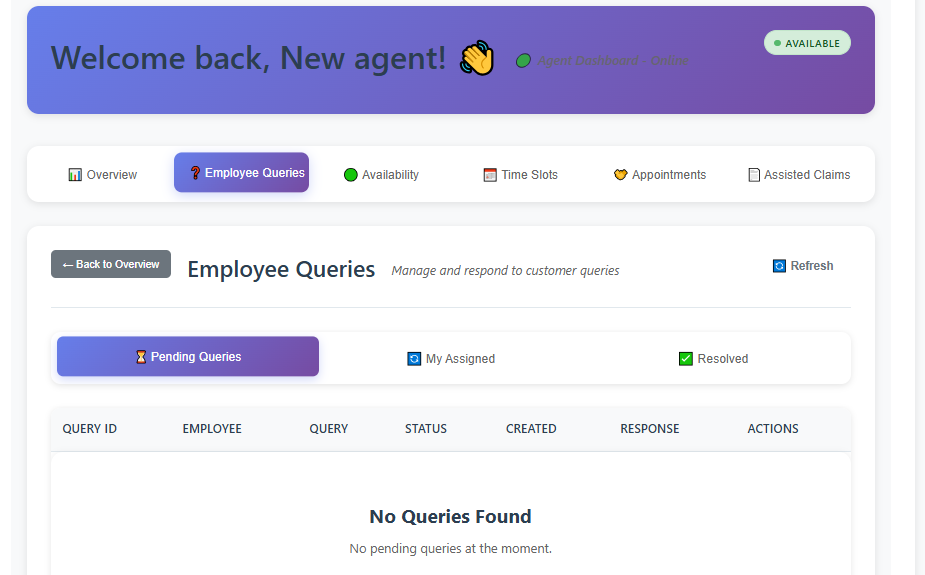 Welcome back, New agent! 👋
Agent Dashboard - Online
AVAILABLE
Overview
Employee Queries
Availability
Time Slots
Appointments
Assisted Claims
← Back to Overview
Employee Queries
Manage and respond to customer queries
Refresh
Pending Queries
My Assigned
Resolved
QUERY ID EMPLOYEE QUERY STATUS CREATED RESPONSE ACTIONS
No Queries Found
No pending queries at the moment.